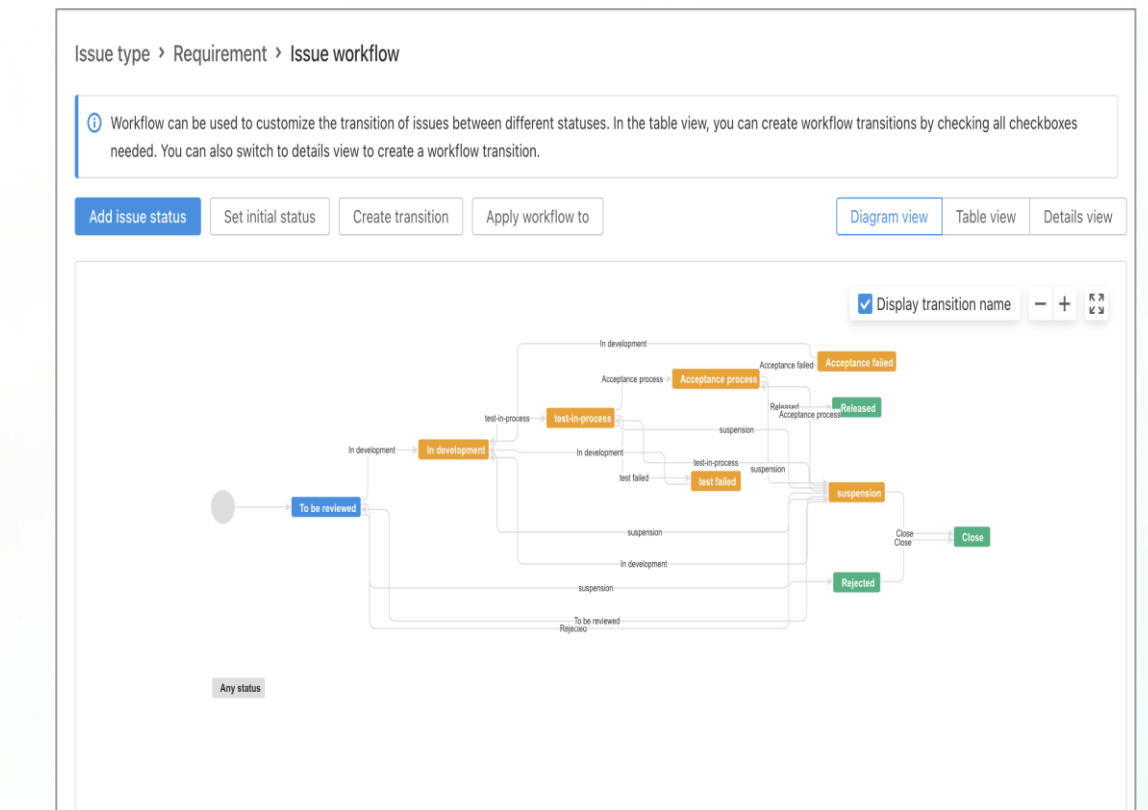 Issue type > Requirement > Issue workflow
Workflow can be used to customize the transition of issues between different statuses. In the table view, you can create workflow transitions by checking all checkboxes
needed. You can also switch to details view to create a workflow transition.
Add issue status Set initial status Create transition Apply workflow to Diagram view Table view Details view
Display transition name
In development
Acceptance failed Acceptance failed
Acceptance process Acceptance process
Released Released
Acceptance process
test-in-process test-in-process
suspension
In development In development In development
test-in-process
suspension
test failed test failed
suspension
To be reviewed
suspension
Close Close
Close
In development
Rejected
suspension
To be reviewed
Rejected
Any status